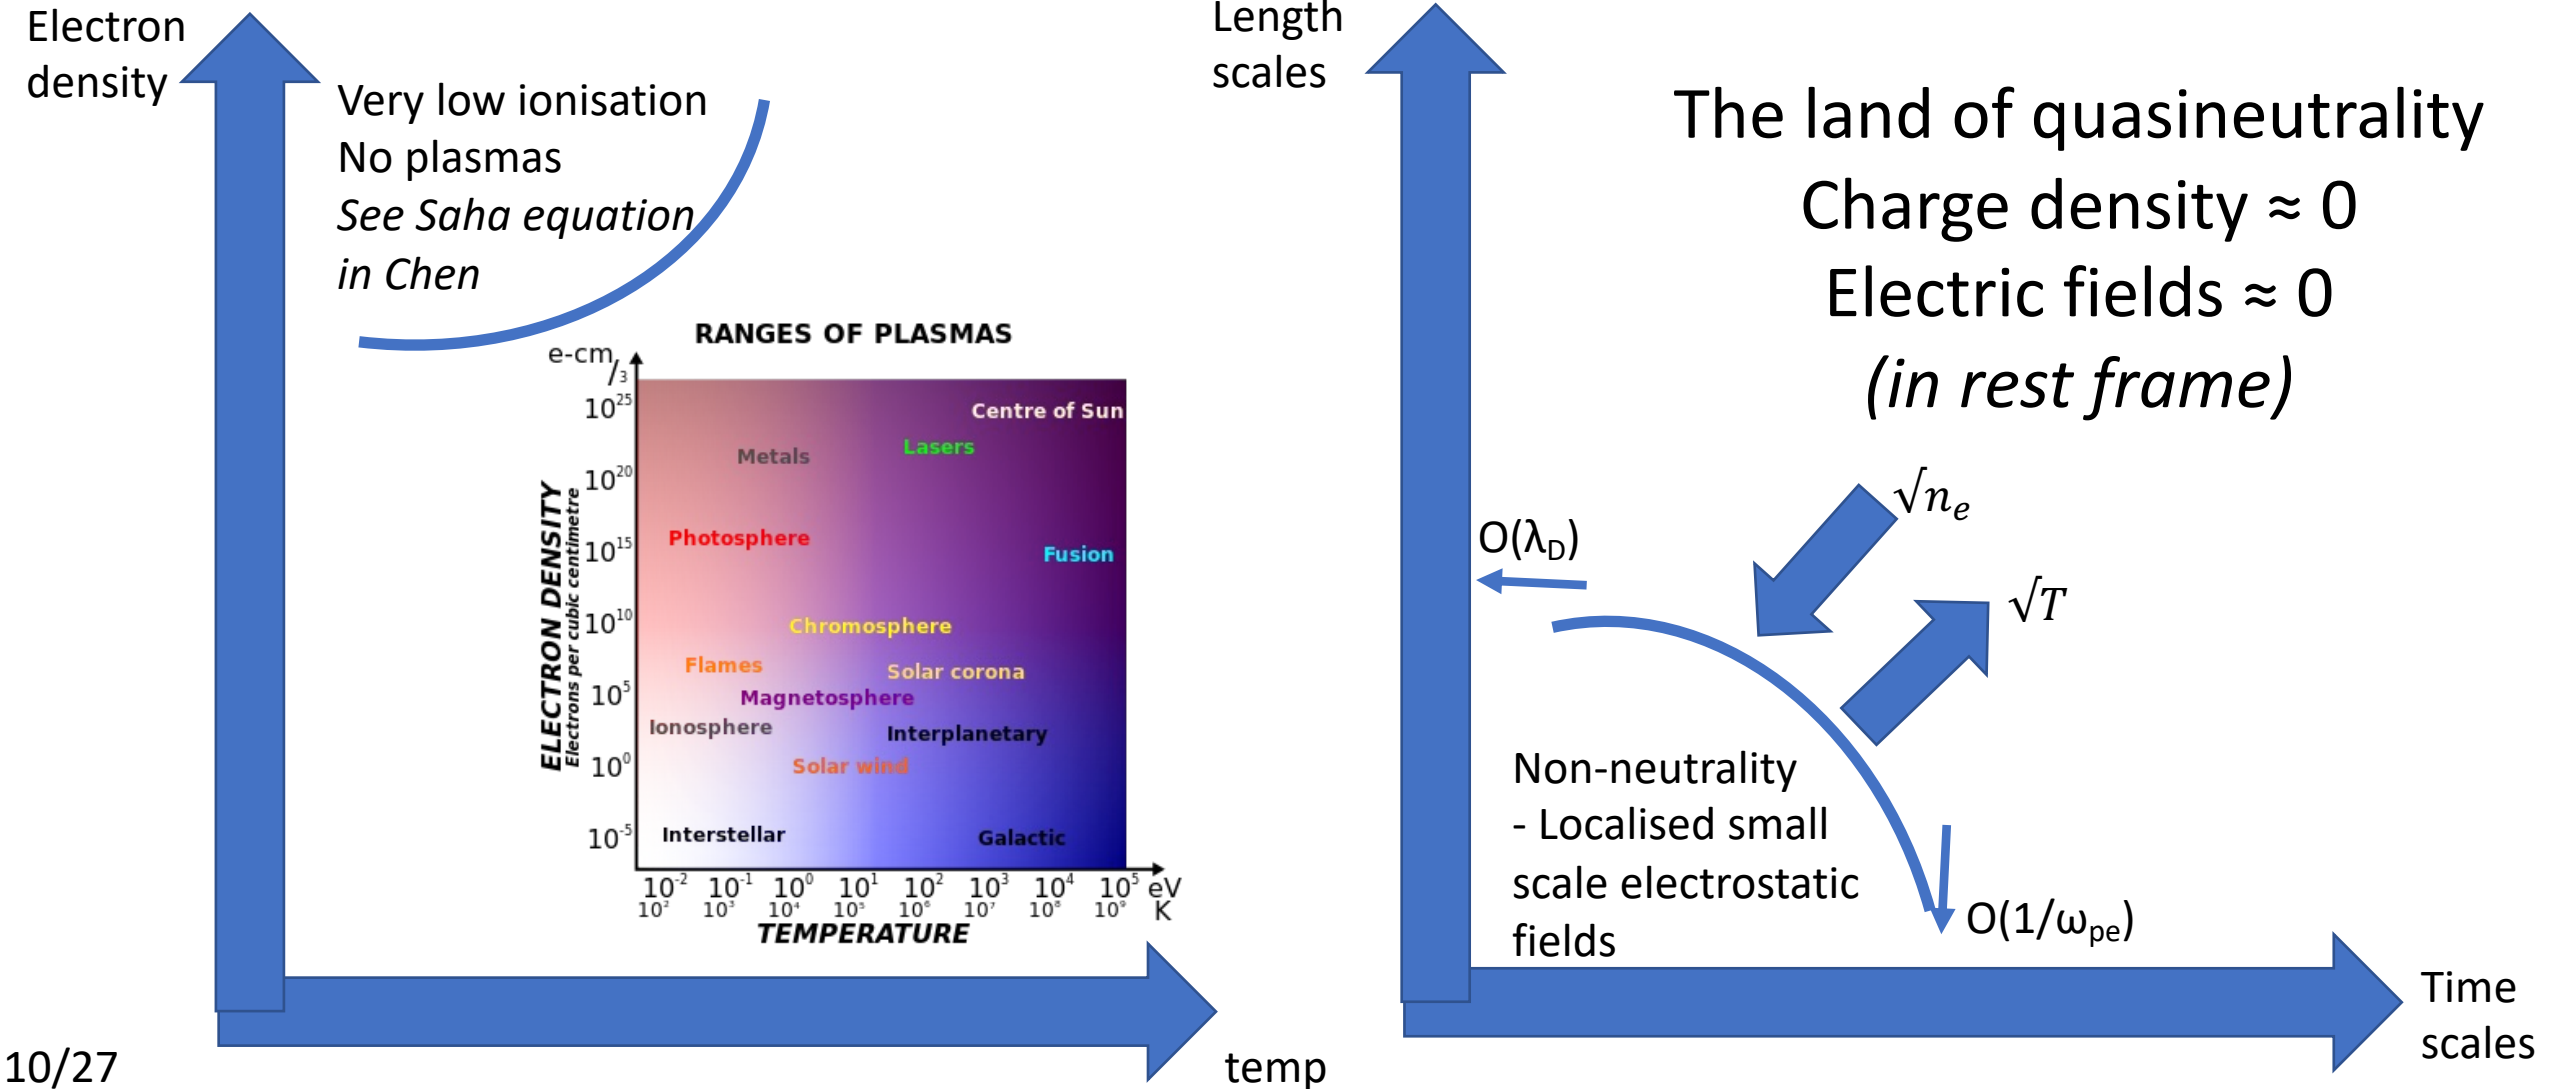 Electron
density
Very low ionisation
No plasmas
See Saha equation
in Chen
RANGES OF PLASMAS
e-cm/3
10^25
10^20
10^15
10^10
10^5
10^0
10^-5
ELECTRON DENSITY
Electrons per cubic centimetre
Centre of Sun
Lasers
Metals
Photosphere
Fusion
Chromosphere
Flames
Solar corona
Magnetosphere
Ionosphere
Interplanetary
Solar wind
Interstellar
Galactic
10^-2 10^-1 10^0 10^1 10^2 10^3 10^4 10^5 eV
10^2 10^3 10^4 10^5 10^6 10^7 10^8 10^9 K
TEMPERATURE
temp
10/27
Length
scales
The land of quasineutrality
Charge density ≈ 0
Electric fields ≈ 0
(in rest frame)
√n_e
O(λ_D)
√T
Non-neutrality
- Localised small
scale electrostatic
fields
O(1/ω_pe)
Time
scales